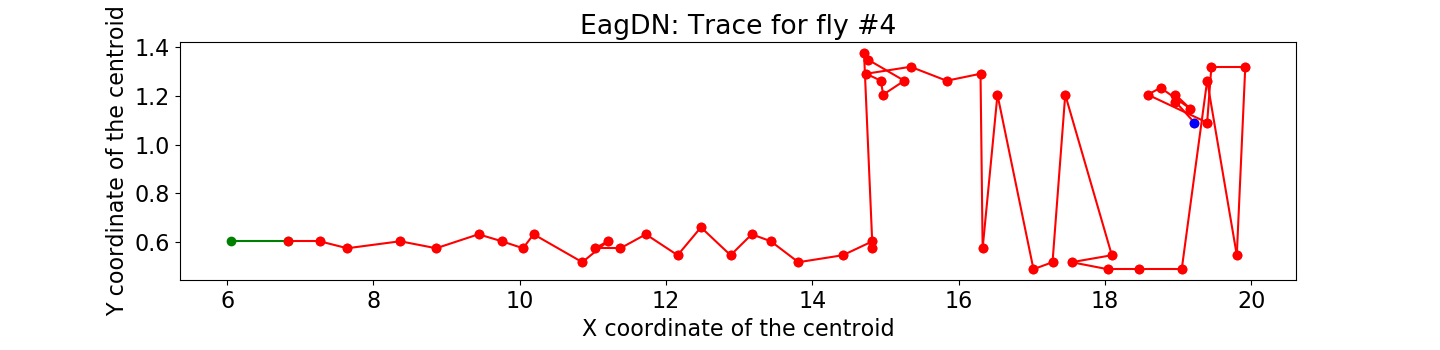 EagDN: Trace for fly #4
Y coordinate of the centroid
1.4
1.2
1.0
0.8
0.6
6 8 10 12 14 16 18 20
X coordinate of the centroid